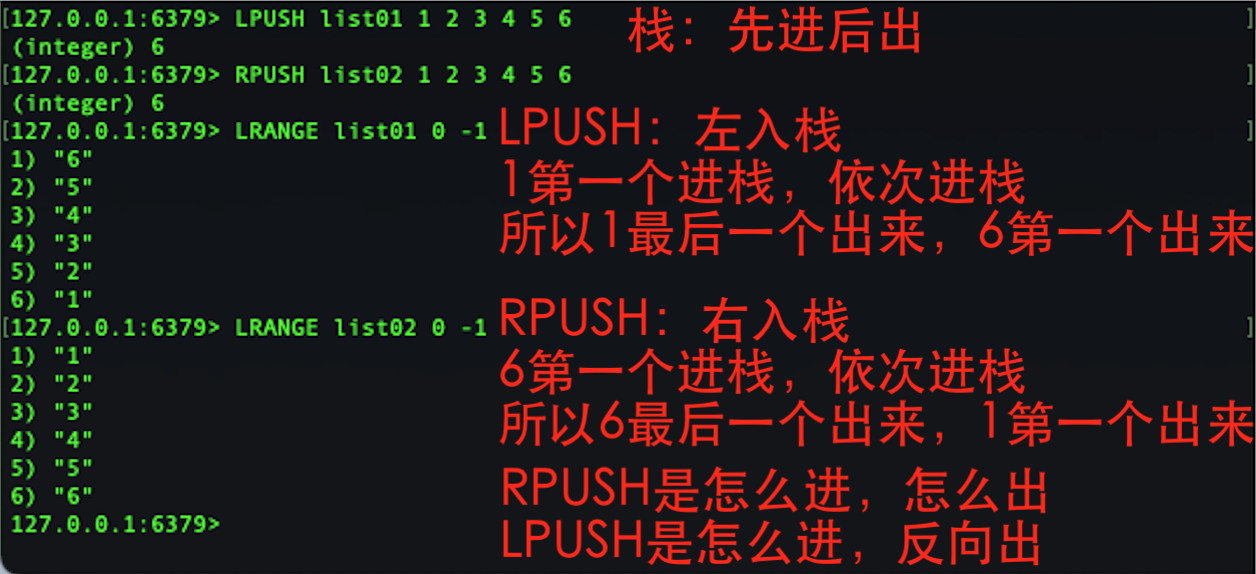 [127.0.0.1:6379> LPUSH list01 1 2 3 4 5 6 ]
栈：先进后出
(integer) 6
[127.0.0.1:6379> RPUSH list02 1 2 3 4 5 6 ]
(integer) 6
[127.0.0.1:6379> LRANGE list01 0 -1 ]
1) "6"
2) "5"
3) "4"
4) "3"
5) "2"
6) "1"
LPUSH：左入栈
1第一个进栈，依次进栈
所以1最后一个出来，6第一个出来
[127.0.0.1:6379> LRANGE list02 0 -1 ]
1) "1"
2) "2"
3) "3"
4) "4"
5) "5"
6) "6"
127.0.0.1:6379>
RPUSH：右入栈
6第一个进栈，依次进栈
所以6最后一个出来，1第一个出来
RPUSH是怎么进，怎么出
LPUSH是怎么进，反向出